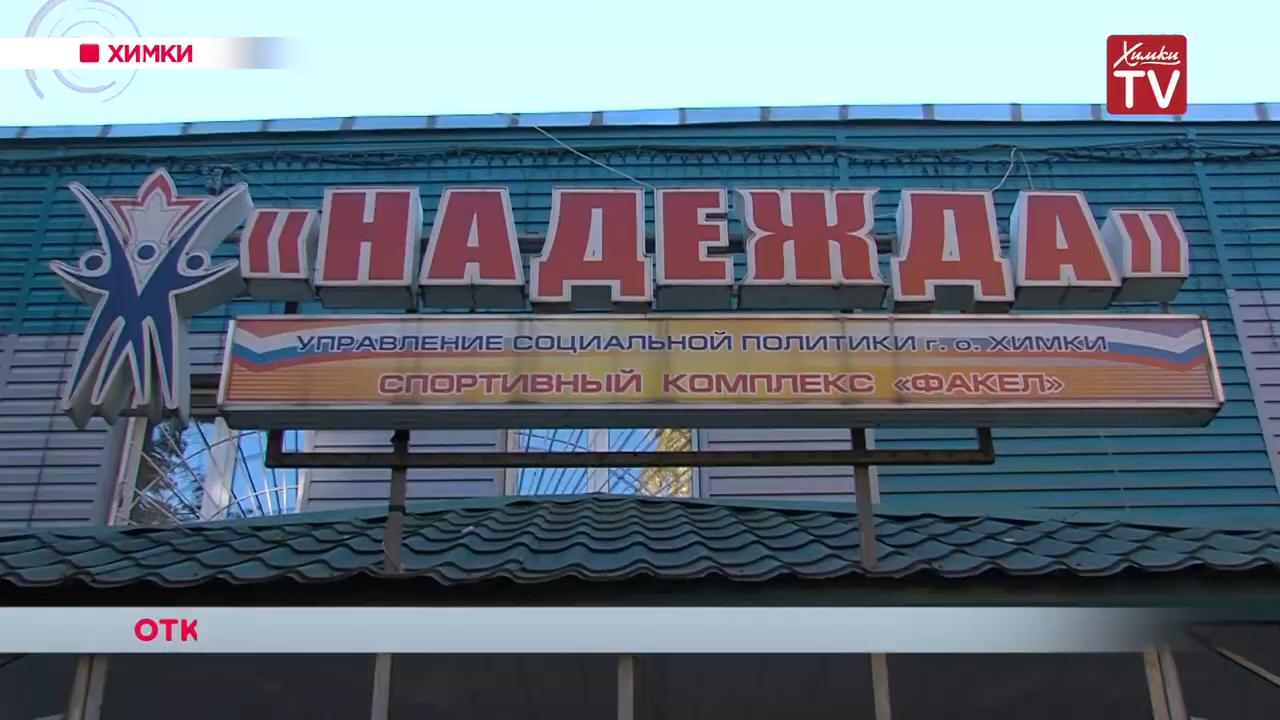 ХИМКИ
Химки
TV
«НАДЕЖДА»
УПРАВЛЕНИЕ СОЦИАЛЬНОЙ ПОЛИТИКИ г. о. ХИМКИ
СПОРТИВНЫЙ КОМПЛЕКС «ФАКЕЛ»
ОТК